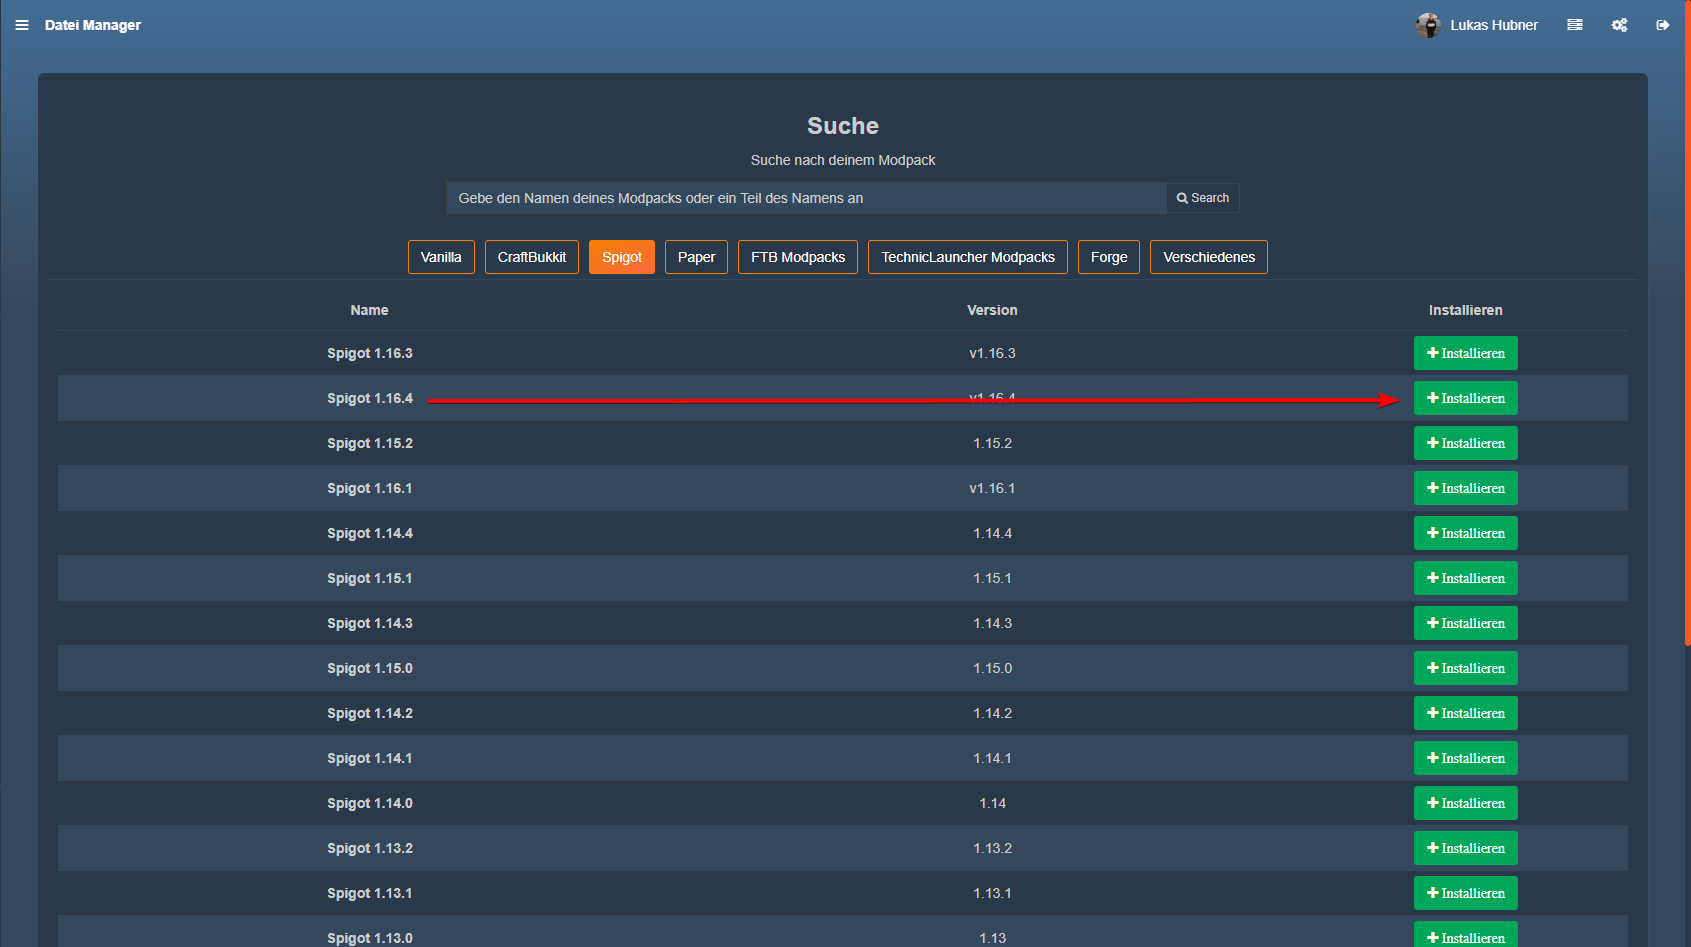 Datei Manager
Lukas Hubner
Suche
Suche nach deinem Modpack
Gebe den Namen deines Modpacks oder ein Teil des Namens an
Search
Vanilla CraftBukkit Spigot Paper FTB Modpacks TechnicLauncher Modpacks Forge Verschiedenes
Name Version Installieren
Spigot 1.16.3 v1.16.3 Installieren
Spigot 1.16.4 v1.16.4 Installieren
Spigot 1.15.2 1.15.2 Installieren
Spigot 1.16.1 v1.16.1 Installieren
Spigot 1.14.4 1.14.4 Installieren
Spigot 1.15.1 1.15.1 Installieren
Spigot 1.14.3 1.14.3 Installieren
Spigot 1.15.0 1.15.0 Installieren
Spigot 1.14.2 1.14.2 Installieren
Spigot 1.14.1 1.14.1 Installieren
Spigot 1.14.0 1.14 Installieren
Spigot 1.13.2 1.13.2 Installieren
Spigot 1.13.1 1.13.1 Installieren
Spigot 1.13.0 1.13 Installieren